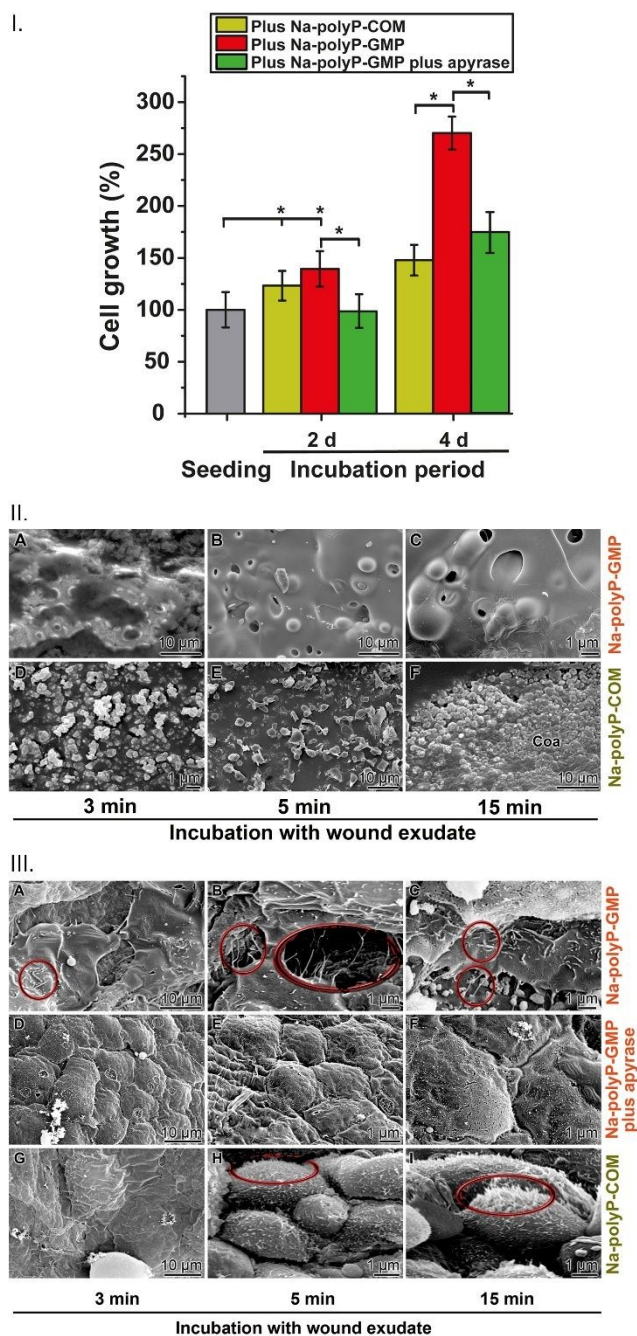 I.
Plus Na-polyP-COM
Plus Na-polyP-GMP
Plus Na-polyP-GMP plus apyrase
Cell growth (%)
300
250
200
150
100
50
0
* * * * *
2 d 4 d
Seeding Incubation period
II.
A B C
10 µm 10 µm 1 µm
Na-polyP-GMP
D E F
Coa
1 µm 10 µm 10 µm
Na-polyP-COM
3 min 5 min 15 min
Incubation with wound exudate
III.
A B C
10 µm 1 µm 1 µm
Na-polyP-GMP
D E F
10 µm 1 µm 1 µm
Na-polyP-GMP
plus apyrase
G H I
10 µm 1 µm 1 µm
Na-polyP-COM
3 min 5 min 15 min
Incubation with wound exudate